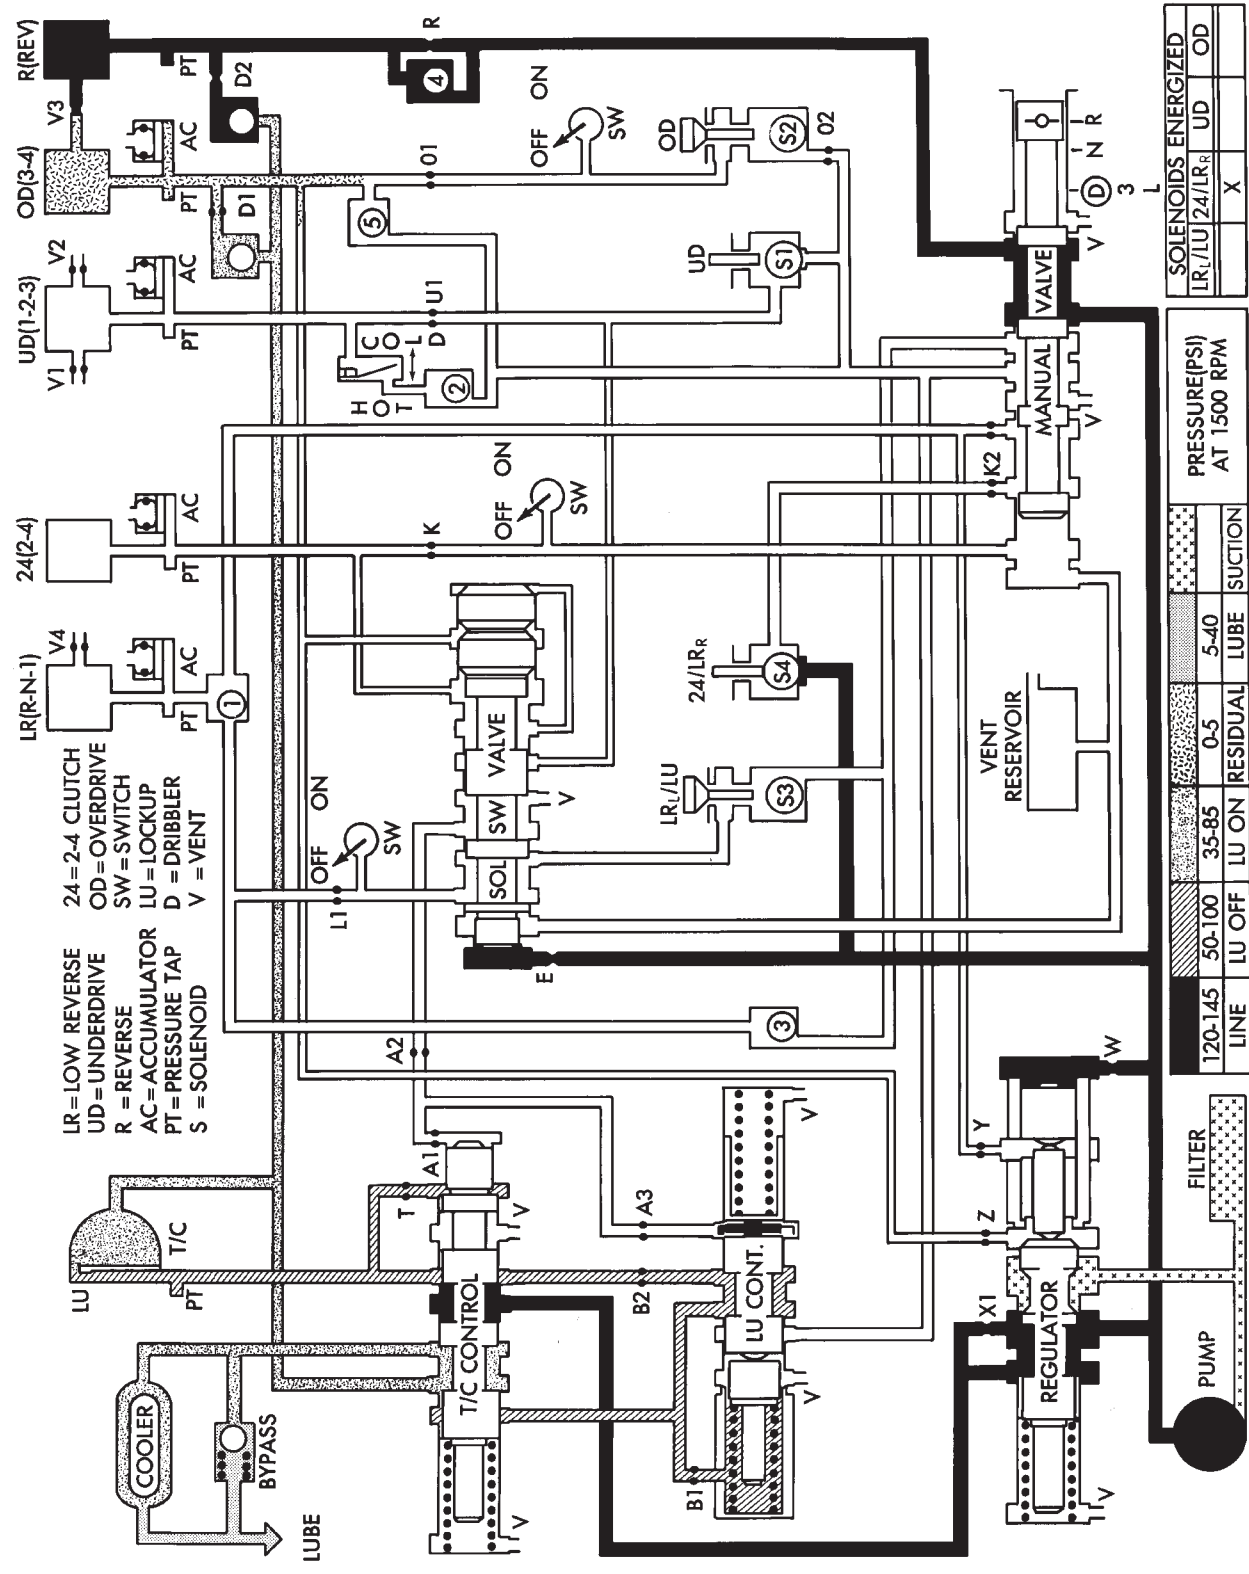 LR(R-N-1)
V4
24(2-4)
UD(1-2-3)
V1
V2
OD(3-4)
V3
R(REV)
PT
AC
PT
AC
PT
AC
PT
AC
PT
D1
D2
R
4
1
K
2
5
U1
O1
C
O
L
D
H
O
T
OFF
ON
SW
OFF
ON
SW
OFF
ON
SW
L1
LR = LOW REVERSE
UD = UNDERDRIVE
R = REVERSE
AC = ACCUMULATOR
PT = PRESSURE TAP
S = SOLENOID
24 = 2-4 CLUTCH
OD = OVERDRIVE
SW = SWITCH
LU = LOCKUP
D = DRIBBLER
V = VENT
LU
T/C
PT
COOLER
BYPASS
LUBE
T
A1
A2
A3
T/C CONTROL
V
V
B2
B1
LU CONT.
V
V
E
SOL SW VALVE
V
3
LRL/LU
S3
24/LRR
S4
UD
S1
OD
S2
O2
K2
VENT
RESERVOIR
MANUAL VALVE
V
V
R
N
D
3
L
X1
Z
Y
W
REGULATOR
V
PUMP
FILTER
120-145
50-100
35-85
0-5
5-40
LINE
LU OFF
LU ON
RESIDUAL
LUBE
SUCTION
PRESSURE(PSI)
AT 1500 RPM
SOLENOIDS ENERGIZED
LRL/LU
24/LRR
UD
OD
X